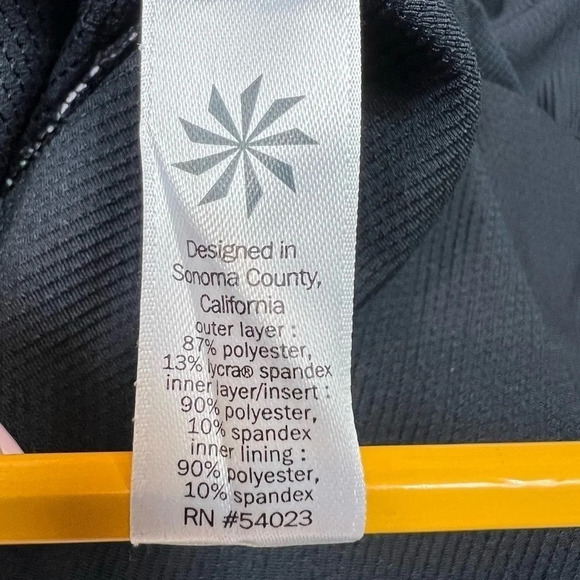 Designed in
Sonoma County,
California
outer layer :
87% polyester,
13% lycra® spandex
inner layer/insert :
90% polyester,
10% spandex
inner lining :
90% polyester,
10% spandex
RN #54023